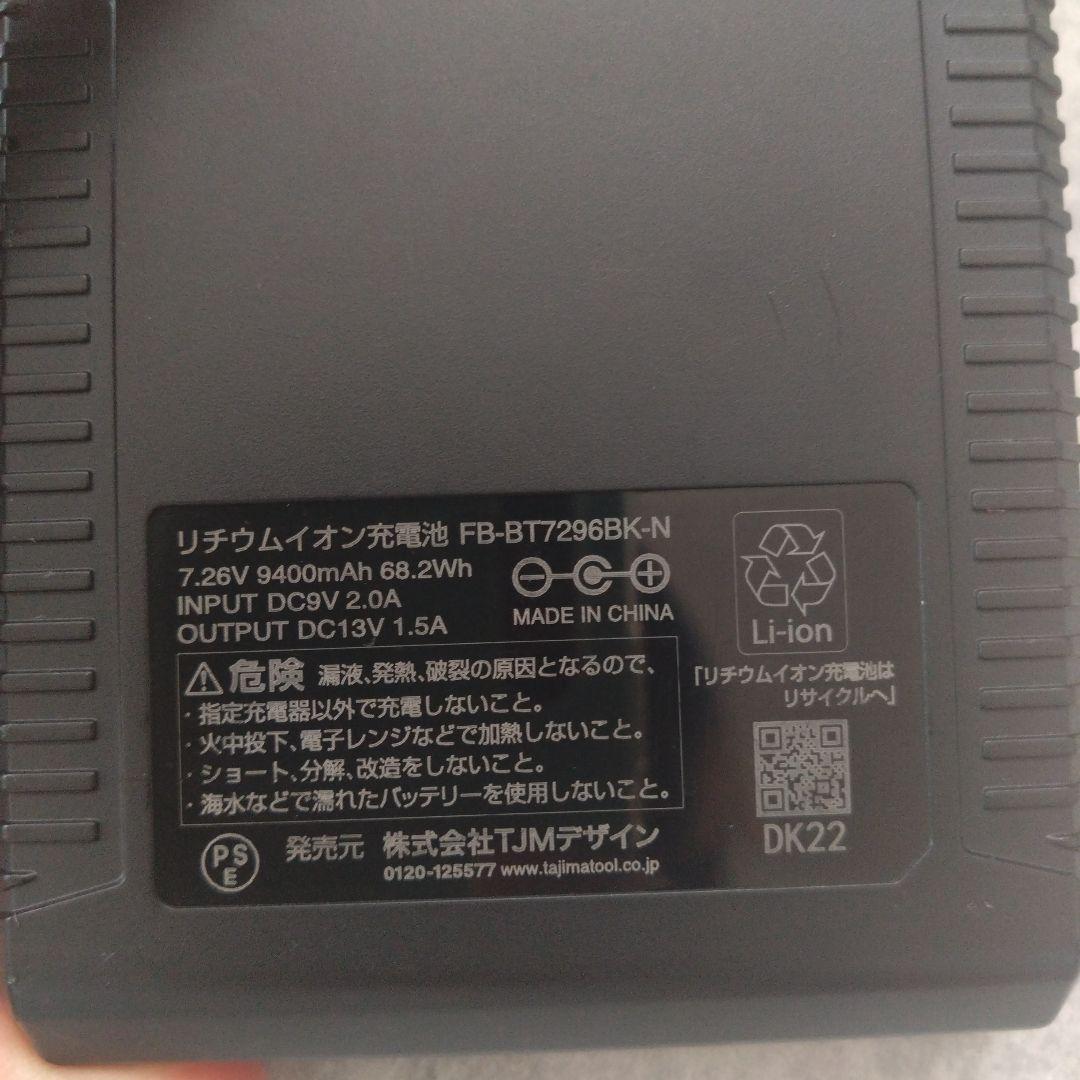 リチウムイオン充電池 FB-BT7296BK-N
7.26V 9400mAh 68.2Wh
INPUT DC9V 2.0A
OUTPUT DC13V 1.5A
MADE IN CHINA
Li-ion
「リチウムイオン充電池は
リサイクルへ」
危険 漏液、発熱、破裂の原因となるので、
・指定充電器以外で充電しないこと。
・火中投下、電子レンジなどで加熱しないこと。
・ショート、分解、改造をしないこと。
・海水などで濡れたバッテリーを使用しないこと。
DK22
PSE
発売元 株式会社TJMデザイン
0120-125577 www.tajimatool.co.jp